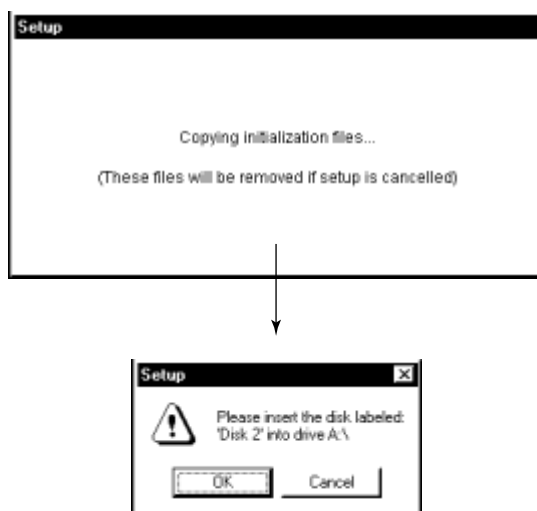 Setup
Copying initialization files...
(These files will be removed if setup is cancelled)
Setup
Please insert the disk labeled:
'Disk 2' into drive A:\
OK
Cancel